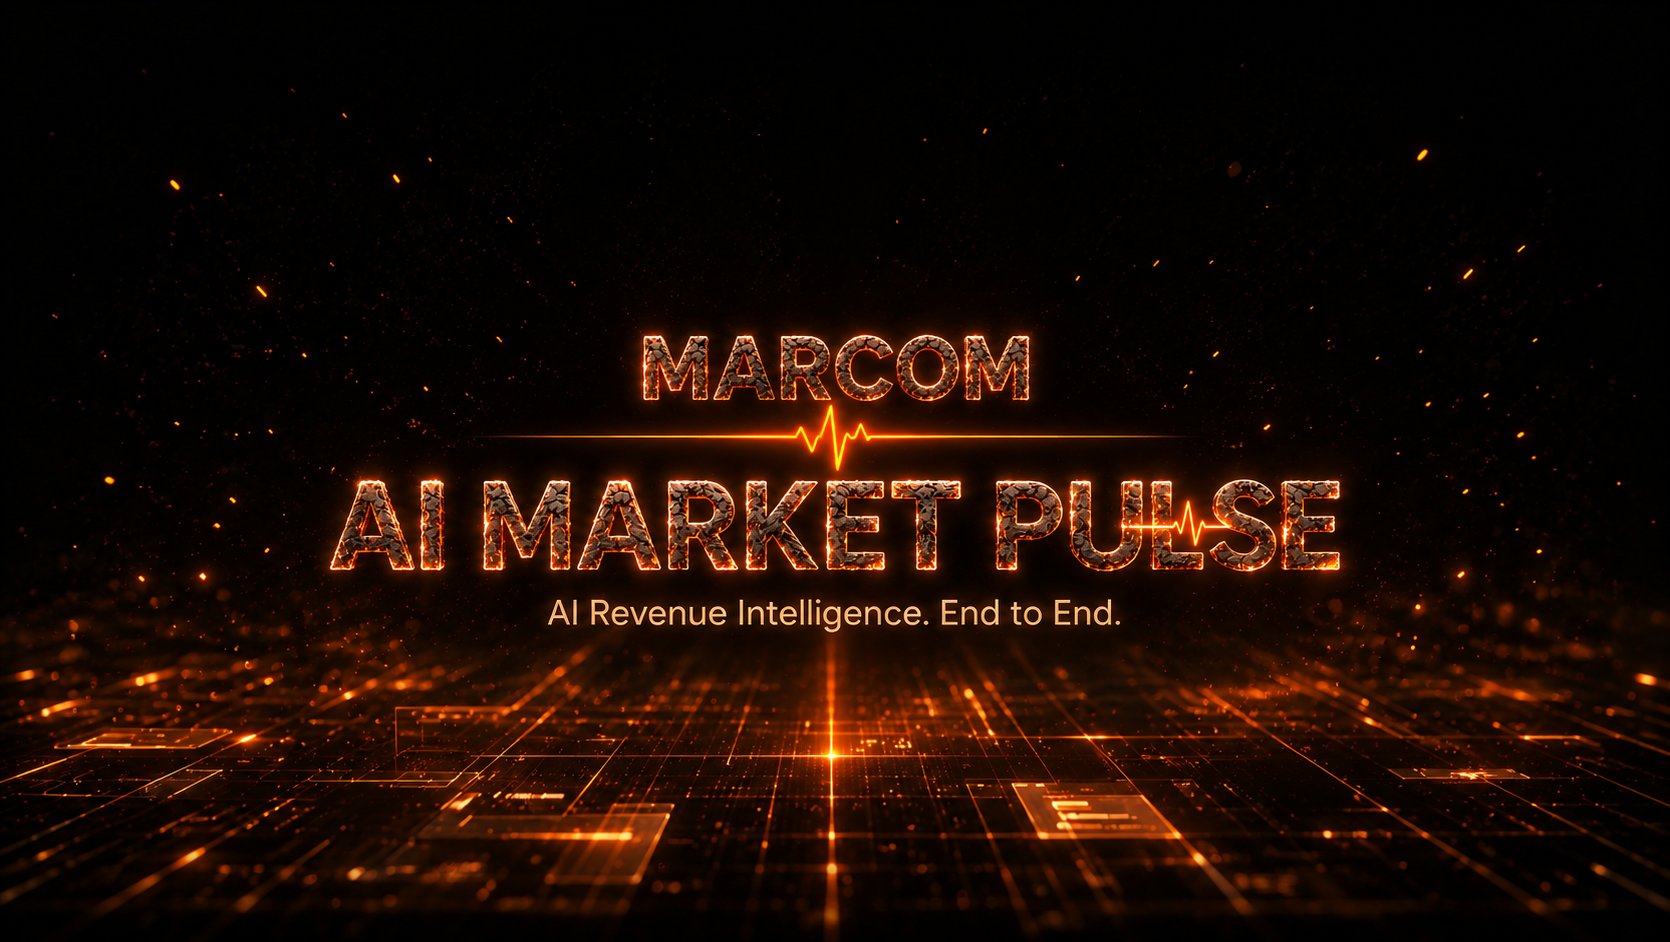 MARCOM
AI MARKET PULSE
AI Revenue Intelligence. End to End.